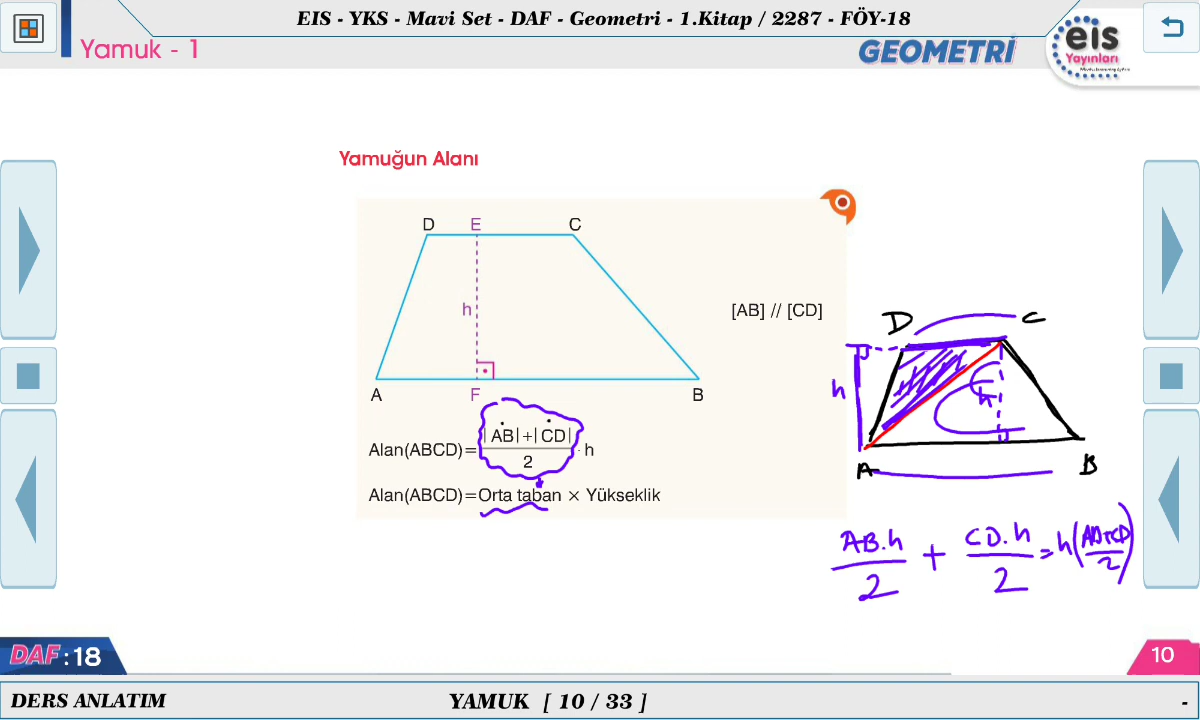 EIS - YKS - Mavi Set - DAF - Geometri - 1.Kitap / 2287 - FÖY-18
Yamuk - 1
GEOMETRİ
eis
Yayınları
Yamuğun Alanı
D E C
h
[AB] // [CD]
A F B
Alan(ABCD)=|AB|+|CD|/2 · h
Alan(ABCD)=Orta taban × Yükseklik
D C
h h
A B
AB.h/2 + CD.h/2 = h(AB+CD/2)
DAF:18
10
DERS ANLATIM
YAMUK [ 10 / 33 ]
-